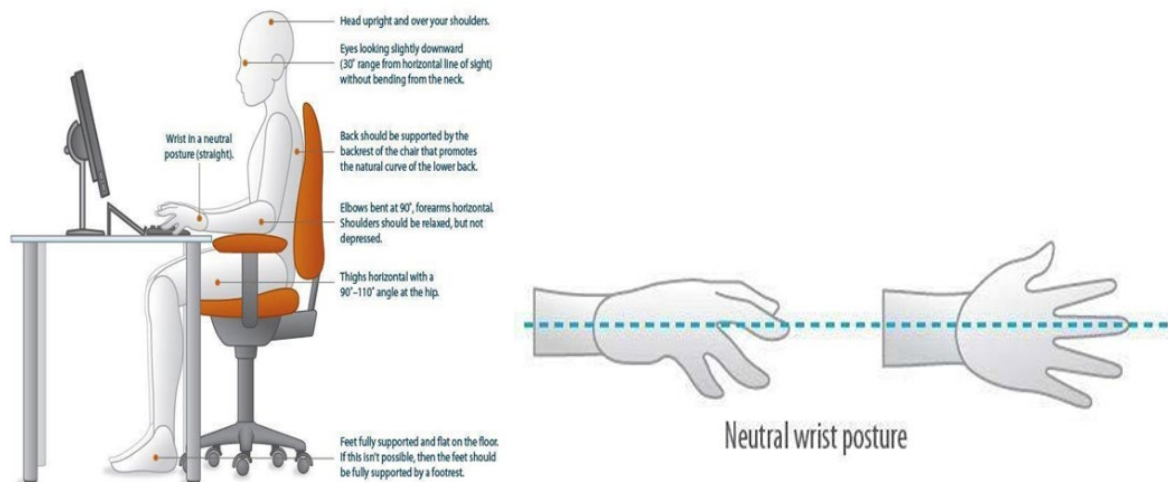 Head upright and over your shoulders.
Eyes looking slightly downward
(30° range from horizontal line of sight)
without bending from the neck.
Wrist in a neutral
posture (straight).
Back should be supported by the
backrest of the chair that promotes
the natural curve of the lower back.
Elbows bent at 90°, forearms horizontal.
Shoulders should be relaxed, but not
depressed.
Thighs horizontal with a
90°–110° angle at the hip.
Feet fully supported and flat on the floor.
If this isn't possible, then the feet should
be fully supported by a footrest.
Neutral wrist posture